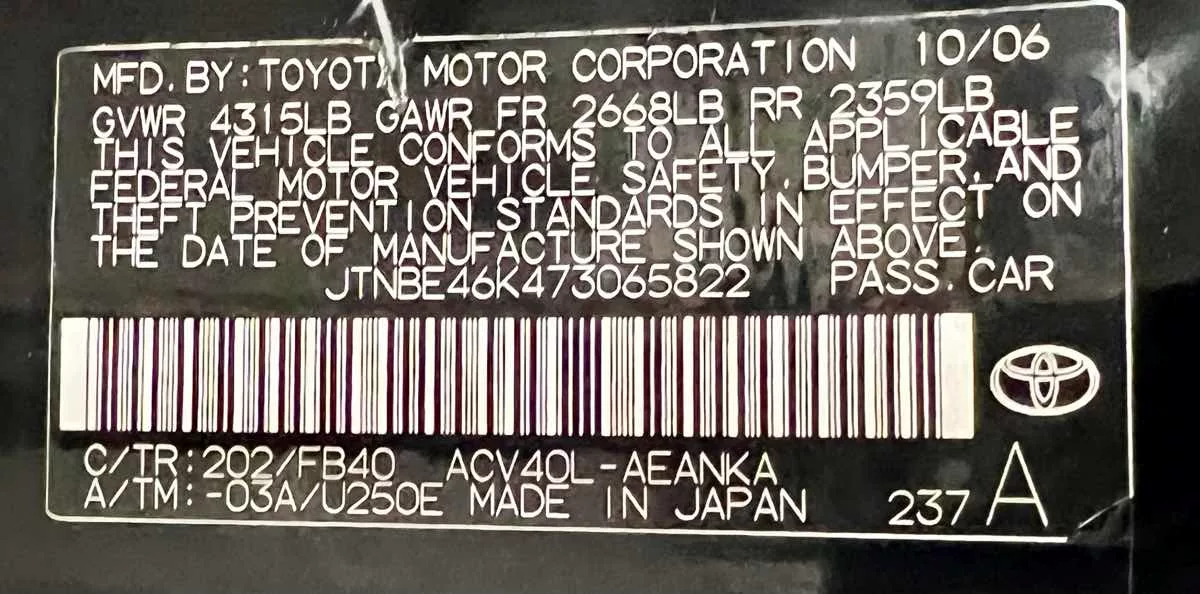 MFD. BY: TOYOTA MOTOR CORPORATION 10/06
GVWR 4315LB GAWR FR 2668LB RR 2359LB
THIS VEHICLE CONFORMS TO ALL APPLICABLE
FEDERAL MOTOR VEHICLE SAFETY, BUMPER, AND
THEFT PREVENTION STANDARDS IN EFFECT ON
THE DATE OF MANUFACTURE SHOWN ABOVE.
JTNBE46K473065822 PASS. CAR
C/TR: 202/FB40 ACV40L-AEANKA
A/TM: -03A/U250E MADE IN JAPAN 237 A